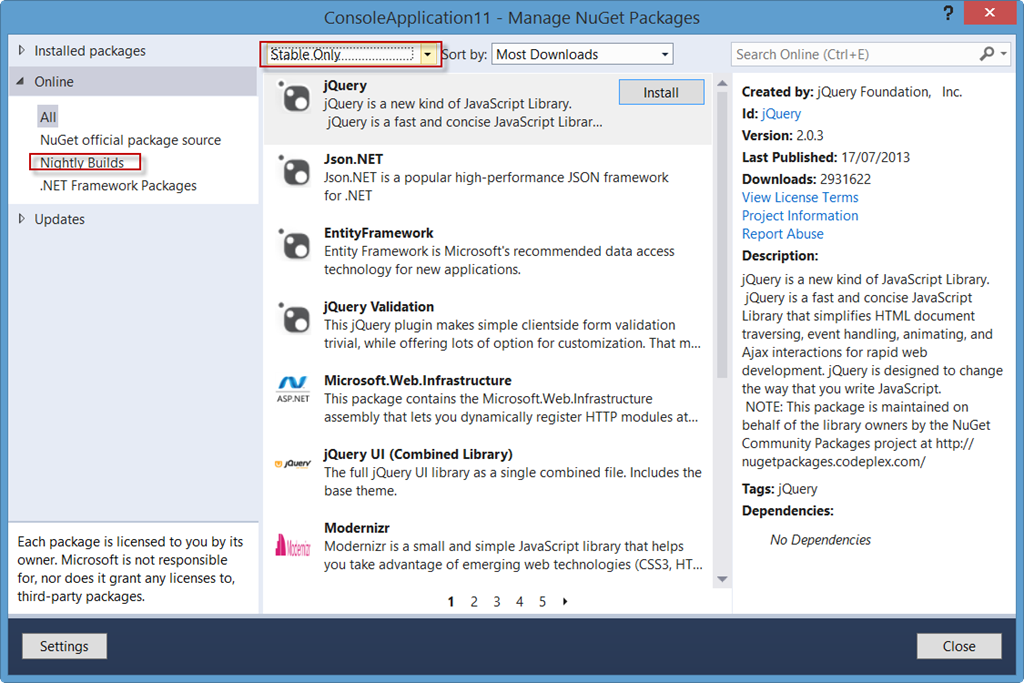 ConsoleApplication11 - Manage NuGet Packages
?
Installed packages
Online
All
NuGet official package source
Nightly Builds
.NET Framework Packages
Updates
Each package is licensed to you by its
owner. Microsoft is not responsible
for, nor does it grant any licenses to,
third-party packages.
Stable Only
Sort by:
Most Downloads
jQuery
jQuery is a new kind of JavaScript Library.
jQuery is a fast and concise JavaScript Librar...
Install
Json.NET
Json.NET is a popular high-performance JSON framework
for .NET
EntityFramework
Entity Framework is Microsoft's recommended data access
technology for new applications.
jQuery Validation
This jQuery plugin makes simple clientside form validation
trivial, while offering lots of option for customization. That m...
ASP.NET
Microsoft.Web.Infrastructure
This package contains the Microsoft.Web.Infrastructure
assembly that lets you dynamically register HTTP modules at...
jQuery
jQuery UI (Combined Library)
The full jQuery UI library as a single combined file. Includes the
base theme.
Modernizr
Modernizr
Modernizr is a small and simple JavaScript library that helps
you take advantage of emerging web technologies (CSS3, HT...
1 2 3 4 5
Search Online (Ctrl+E)
Created by: jQuery Foundation, Inc.
Id: jQuery
Version: 2.0.3
Last Published: 17/07/2013
Downloads: 2931622
View License Terms
Project Information
Report Abuse
Description:
jQuery is a new kind of JavaScript Library.
jQuery is a fast and concise JavaScript
Library that simplifies HTML document
traversing, event handling, animating, and
Ajax interactions for rapid web
development. jQuery is designed to change
the way that you write JavaScript.
NOTE: This package is maintained on
behalf of the library owners by the NuGet
Community Packages project at http://
nugetpackages.codeplex.com/
Tags: jQuery
Dependencies:
No Dependencies
Settings
Close